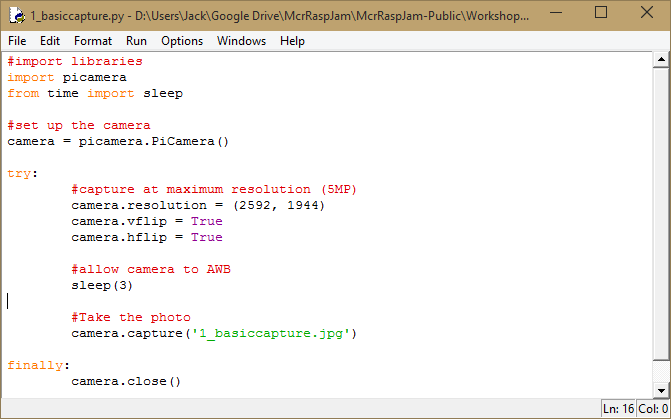 1_basiccapture.py - D:\Users\Jack\Google Drive\McrRaspJam\McrRaspJam-Public\Workshop...
File Edit Format Run Options Windows Help
#import libraries
import picamera
from time import sleep

#set up the camera
camera = picamera.PiCamera()

try:
        #capture at maximum resolution (5MP)
        camera.resolution = (2592, 1944)
        camera.vflip = True
        camera.hflip = True

        #allow camera to AWB
        sleep(3)

        #Take the photo
        camera.capture('1_basiccapture.jpg')

finally:
        camera.close()
Ln: 16 Col: 0